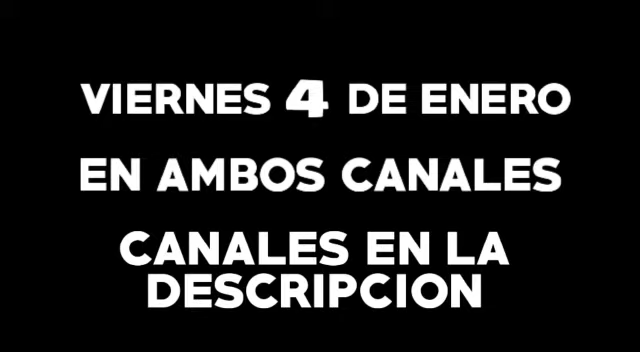 VIERNES 4 DE ENERO
EN AMBOS CANALES
CANALES EN LA
DESCRIPCION